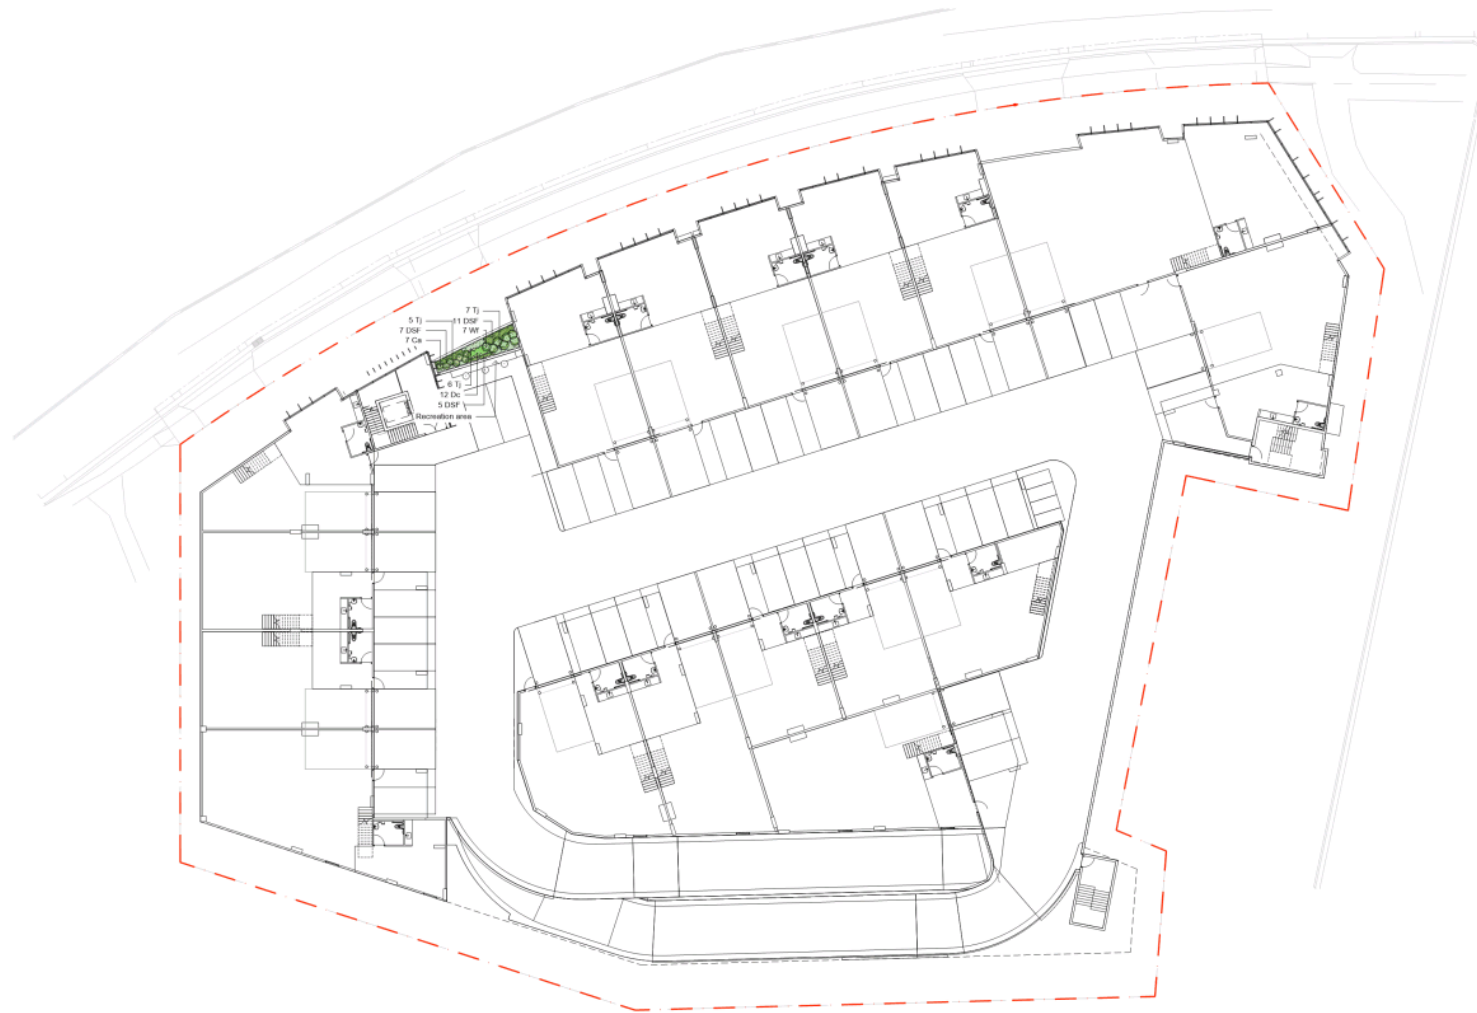 7 Tj
5 Tj
11 DSF
7 DSF
7 Wf
7 Ca
6 Tj
12 Dc
5 DSF
Recreation area